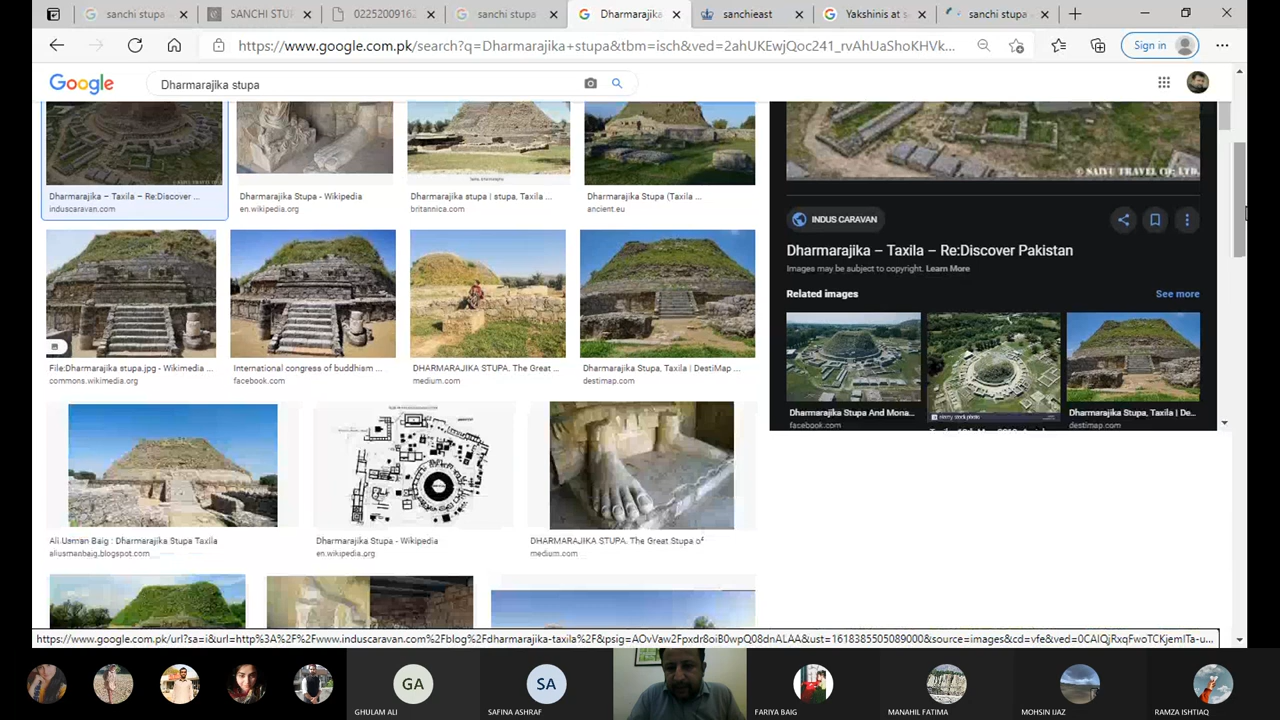 sanchi stupa
SANCHI STUP
02252009162
sanchi stupa
Dharmarajika
sanchieast
Yakshinis at s
sanchi stupa
https://www.google.com.pk/search?q=Dharmarajika+stupa&tbm=isch&ved=2ahUKEwjQoc241_rvAhUaShoKHVk...
Sign in
Google
Dharmarajika stupa
Dharmarajika – Taxila – Re:Discover ...
induscaravan.com
Dharmarajika Stupa - Wikipedia
en.wikipedia.org
Dharmarajika stupa | stupa, Taxila ...
britannica.com
Dharmarajika Stupa (Taxila ...
ancient.eu
© SAIYU TRAVEL CO; LTD.
INDUS CARAVAN
Dharmarajika – Taxila – Re:Discover Pakistan
Images may be subject to copyright. Learn More
Related images
See more
File:Dharmarajika stupa.jpg - Wikimedia ...
commons.wikimedia.org
International congress of buddhism ...
facebook.com
DHARMARAJIKA STUPA. The Great ...
medium.com
Dharmarajika Stupa, Taxila | DestiMap ...
destimap.com
Dharmarajika Stupa And Mona...
facebook.com
Dharmarajika Stupa, Taxila | De...
destimap.com
Ali Usman Baig : Dharmarajika Stupa Taxila
aliusmanbaig.blogspot.com
Dharmarajika Stupa - Wikipedia
en.wikipedia.org
DHARMARAJIKA STUPA. The Great Stupa of
medium.com
https://www.google.com.pk/url?sa=i&url=http%3A%2F%2Fwww.induscaravan.com%2Fblog%2Fdharmarajika-taxila%2F&psig=AOvVaw2Fpxdr8oiB0wpQ08dnALAA&ust=1618385505089000&source=images&cd=vfe&ved=0CAIQjRxqFwoTCKjemITa-u...
GA
GHULAM ALI
SA
SAFINA ASHRAF
FARIYA BAIG
MANAHIL FATIMA
MOHSIN IJAZ
RAMZA ISHTIAQ